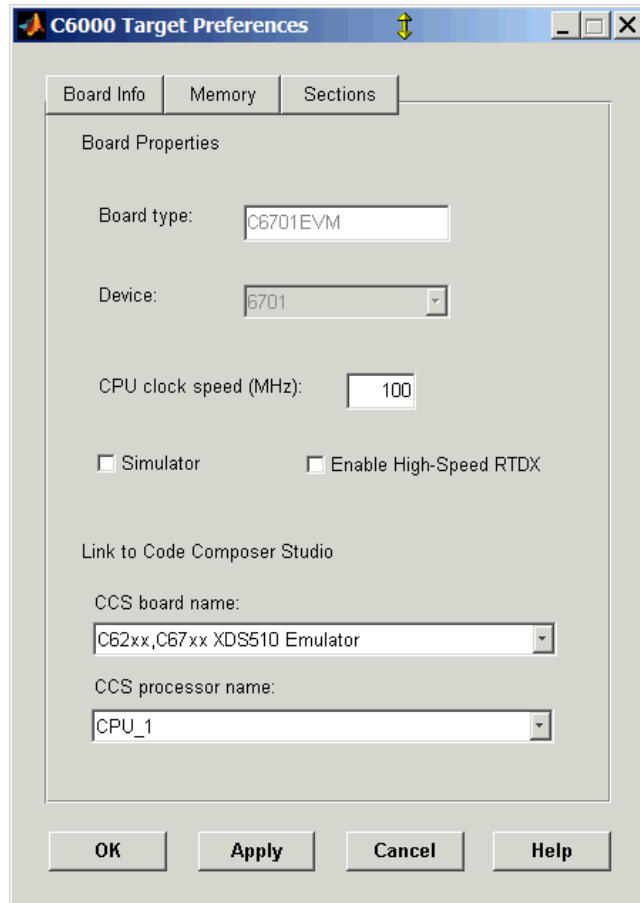 C6000 Target Preferences
Board Info Memory Sections
Board Properties
Board type: C6701EVM
Device: 6701
CPU clock speed (MHz): 100
Simulator Enable High-Speed RTDX
Link to Code Composer Studio
CCS board name:
C62xx,C67xx XDS510 Emulator
CCS processor name:
CPU_1
OK Apply Cancel Help